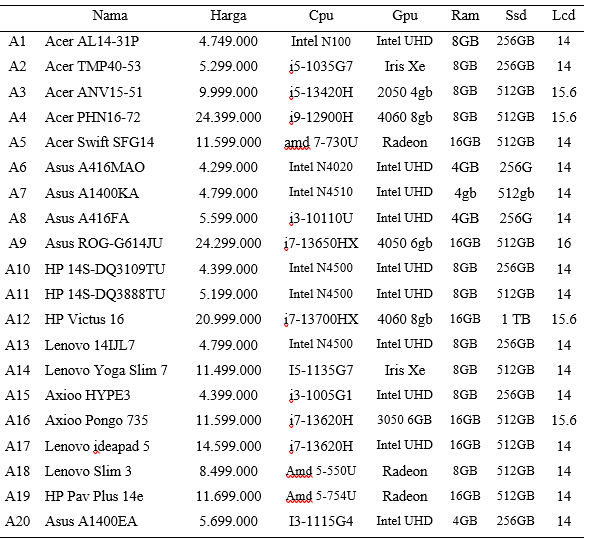 Nama Harga Cpu Gpu Ram Ssd Lcd
A1 Acer AL14-31P 4.749.000 Intel N100 Intel UHD 8GB 256GB 14
A2 Acer TMP40-53 5.299.000 i5-1035G7 Iris Xe 8GB 256GB 14
A3 Acer ANV15-51 9.999.000 i5-13420H 2050 4gb 8GB 512GB 15.6
A4 Acer PHN16-72 24.399.000 i9-12900H 4060 8gb 8GB 512GB 15.6
A5 Acer Swift SFG14 11.599.000 amd 7-730U Radeon 16GB 512GB 14
A6 Asus A416MAO 4.299.000 Intel N4020 Intel UHD 4GB 256G 14
A7 Asus A1400KA 4.799.000 Intel N4510 Intel UHD 4gb 512gb 14
A8 Asus A416FA 5.599.000 i3-10110U Intel UHD 4GB 256G 14
A9 Asus ROG-G614JU 24.299.000 i7-13650HX 4050 6gb 16GB 512GB 16
A10 HP 14S-DQ3109TU 4.399.000 Intel N4500 Intel UHD 8GB 256GB 14
A11 HP 14S-DQ3888TU 5.199.000 Intel N4500 Intel UHD 8GB 512GB 14
A12 HP Victus 16 20.999.000 i7-13700HX 4060 8gb 16GB 1 TB 15.6
A13 Lenovo 14IJL7 4.799.000 Intel N4500 Intel UHD 8GB 256GB 14
A14 Lenovo Yoga Slim 7 11.499.000 I5-1135G7 Iris Xe 8GB 512GB 14
A15 Axioo HYPE3 4.399.000 i3-1005G1 Intel UHD 8GB 256GB 14
A16 Axioo Pongo 735 11.599.000 i7-13620H 3050 6GB 16GB 512GB 15.6
A17 Lenovo ideapad 5 14.599.000 i7-13620H Intel UHD 16GB 512GB 14
A18 Lenovo Slim 3 8.499.000 Amd 5-550U Radeon 8GB 512GB 14
A19 HP Pav Plus 14e 11.699.000 Amd 5-754U Radeon 16GB 512GB 14
A20 Asus A1400EA 5.699.000 I3-1115G4 Intel UHD 4GB 256GB 14